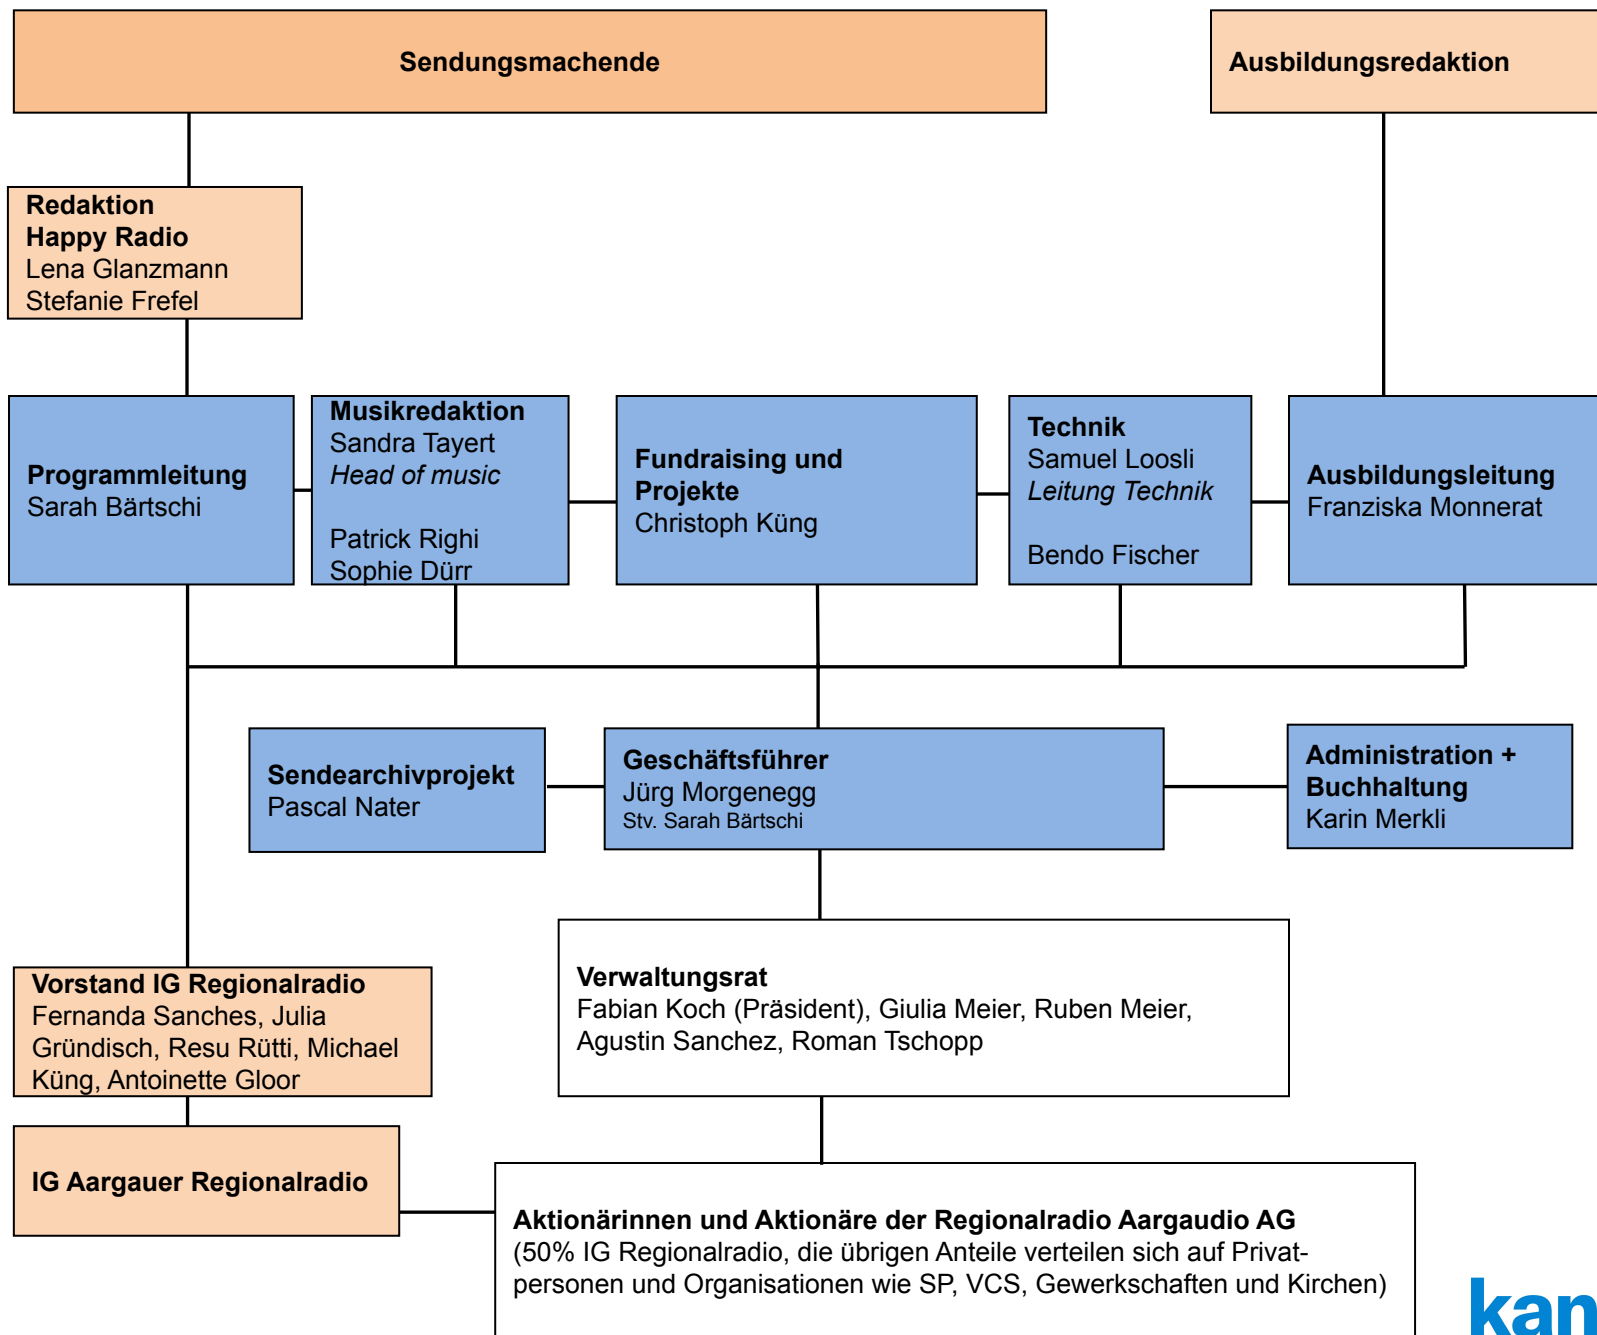 Sendungsmachende
Ausbildungsredaktion
Redaktion
Happy Radio
Lena Glanzmann
Stefanie Frefel
Programmleitung
Sarah Bärtschi
Musikredaktion
Sandra Tayert
Head of music
Patrick Righi
Sophie Dürr
Fundraising und
Projekte
Christoph Küng
Technik
Samuel Loosli
Leitung Technik
Bendo Fischer
Ausbildungsleitung
Franziska Monnerat
Sendearchivprojekt
Pascal Nater
Geschäftsführer
Jürg Morgenegg
Stv. Sarah Bärtschi
Administration +
Buchhaltung
Karin Merkli
Vorstand IG Regionalradio
Fernanda Sanches, Julia
Gründisch, Resu Rütti, Michael
Küng, Antoinette Gloor
Verwaltungsrat
Fabian Koch (Präsident), Giulia Meier, Ruben Meier,
Agustin Sanchez, Roman Tschopp
IG Aargauer Regionalradio
Aktionärinnen und Aktionäre der Regionalradio Aargaudio AG
(50% IG Regionalradio, die übrigen Anteile verteilen sich auf Privat-
personen und Organisationen wie SP, VCS, Gewerkschaften und Kirchen)
kan